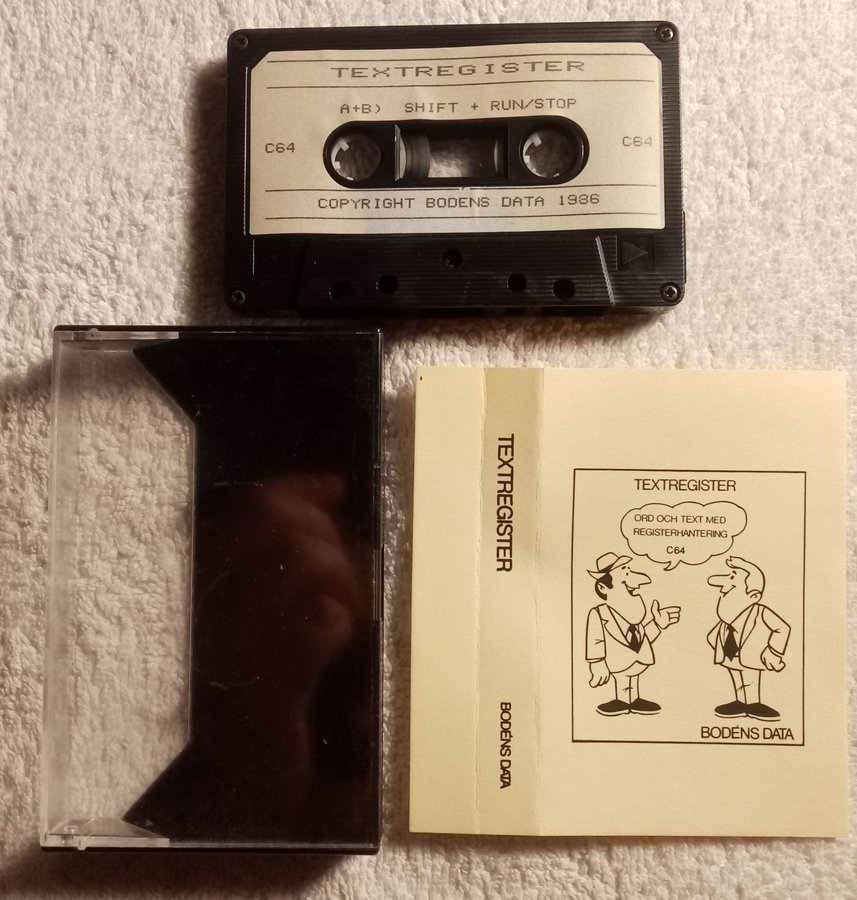 TEXTREGISTER
A+B) SHIFT + RUN/STOP
C64 C64
COPYRIGHT BODENS DATA 1986
TEXTREGISTER
BODÉNS DATA
TEXTREGISTER
ORD OCH TEXT MED
REGISTERHANTERING
C64
BODÉNS DATA